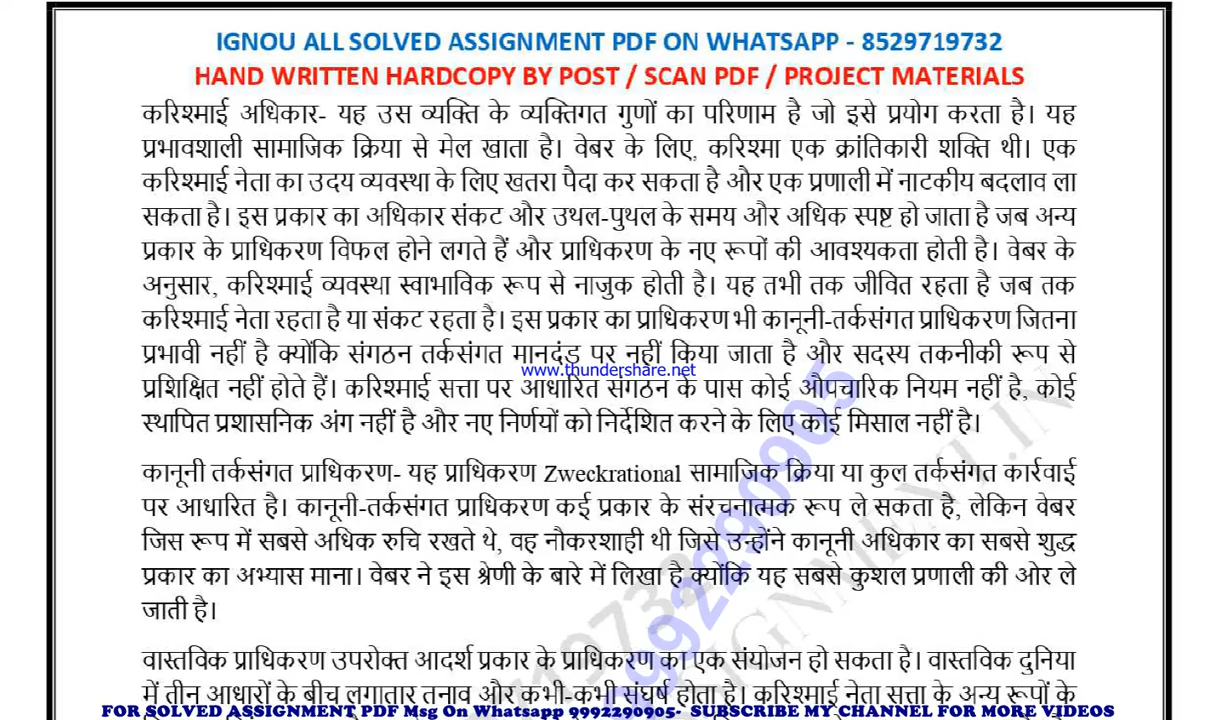 IGNOU ALL SOLVED ASSIGNMENT PDF ON WHATSAPP - 8529719732
HAND WRITTEN HARDCOPY BY POST / SCAN PDF / PROJECT MATERIALS
करिश्माई अधिकार- यह उस व्यक्ति के व्यक्तिगत गुणों का परिणाम है जो इसे प्रयोग करता है। यह
प्रभावशाली सामाजिक क्रिया से मेल खाता है। वेबर के लिए, करिश्मा एक क्रांतिकारी शक्ति थी। एक
करिश्माई नेता का उदय व्यवस्था के लिए खतरा पैदा कर सकता है और एक प्रणाली में नाटकीय बदलाव ला
सकता है। इस प्रकार का अधिकार संकट और उथल-पुथल के समय और अधिक स्पष्ट हो जाता है जब अन्य
प्रकार के प्राधिकरण विफल होने लगते हैं और प्राधिकरण के नए रूपों की आवश्यकता होती है। वेबर के
अनुसार, करिश्माई व्यवस्था स्वाभाविक रूप से नाजुक होती है। यह तभी तक जीवित रहता है जब तक
करिश्माई नेता रहता है या संकट रहता है। इस प्रकार का प्राधिकरण भी कानूनी-तर्कसंगत प्राधिकरण जितना
प्रभावी नहीं है क्योंकि संगठन तर्कसंगत मानदंड पर नहीं किया जाता है और सदस्य तकनीकी रूप से
www.thundershare.net
प्रशिक्षित नहीं होते हैं। करिश्माई सत्ता पर आधारित संगठन के पास कोई औपचारिक नियम नहीं है, कोई
स्थापित प्रशासनिक अंग नहीं है और नए निर्णयों को निर्देशित करने के लिए कोई मिसाल नहीं है।
कानूनी तर्कसंगत प्राधिकरण- यह प्राधिकरण Zweckrational सामाजिक क्रिया या कुल तर्कसंगत कार्रवाई
पर आधारित है। कानूनी-तर्कसंगत प्राधिकरण कई प्रकार के संरचनात्मक रूप ले सकता है, लेकिन वेबर
जिस रूप में सबसे अधिक रुचि रखते थे, वह नौकरशाही थी जिसे उन्होंने कानूनी अधिकार का सबसे शुद्ध
प्रकार का अभ्यास माना। वेबर ने इस श्रेणी के बारे में लिखा है क्योंकि यह सबसे कुशल प्रणाली की ओर ले
जाती है।
वास्तविक प्राधिकरण उपरोक्त आदर्श प्रकार के प्राधिकरण का एक संयोजन हो सकता है। वास्तविक दुनिया
में तीन आधारों के बीच लगातार तनाव और कभी-कभी संघर्ष होता है। करिश्माई नेता सत्ता के अन्य रूपों के
FOR SOLVED ASSIGNMENT PDF Msg On Whatsapp 9992290905- SUBSCRIBE MY CHANNEL FOR MORE VIDEOS
9992290905